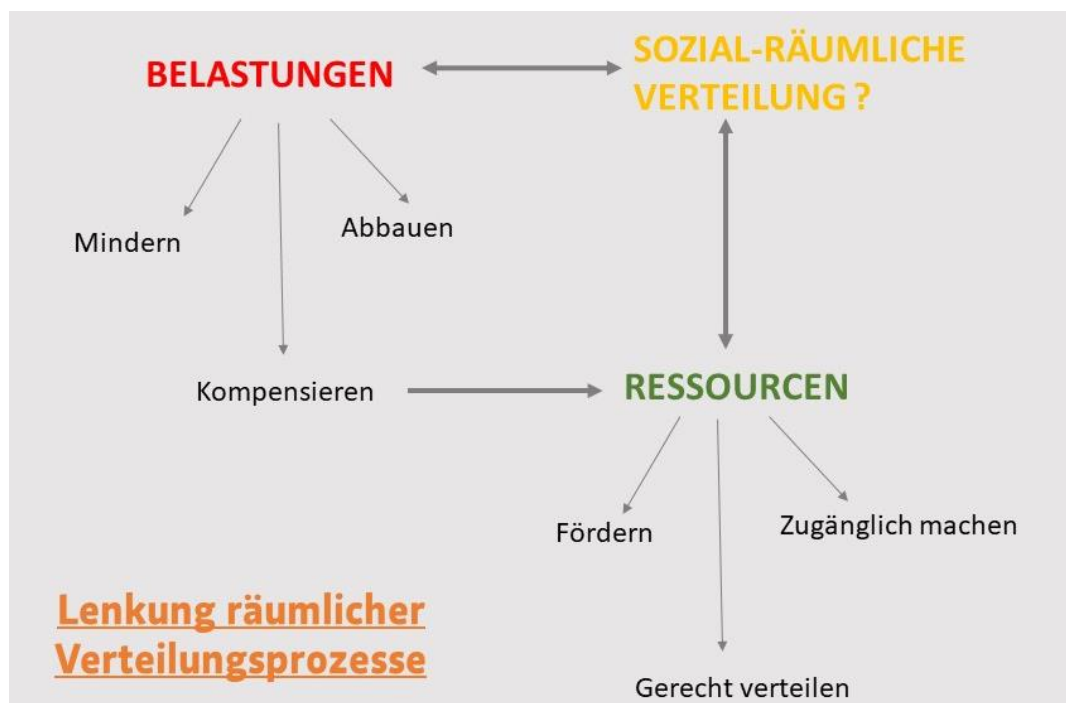 BELASTUNGEN
SOZIAL-RÄUMLICHE
VERTEILUNG ?
Mindern
Abbauen
Kompensieren
RESSOURCEN
Fördern
Zugänglich machen
Gerecht verteilen
Lenkung räumlicher
Verteilungsprozesse